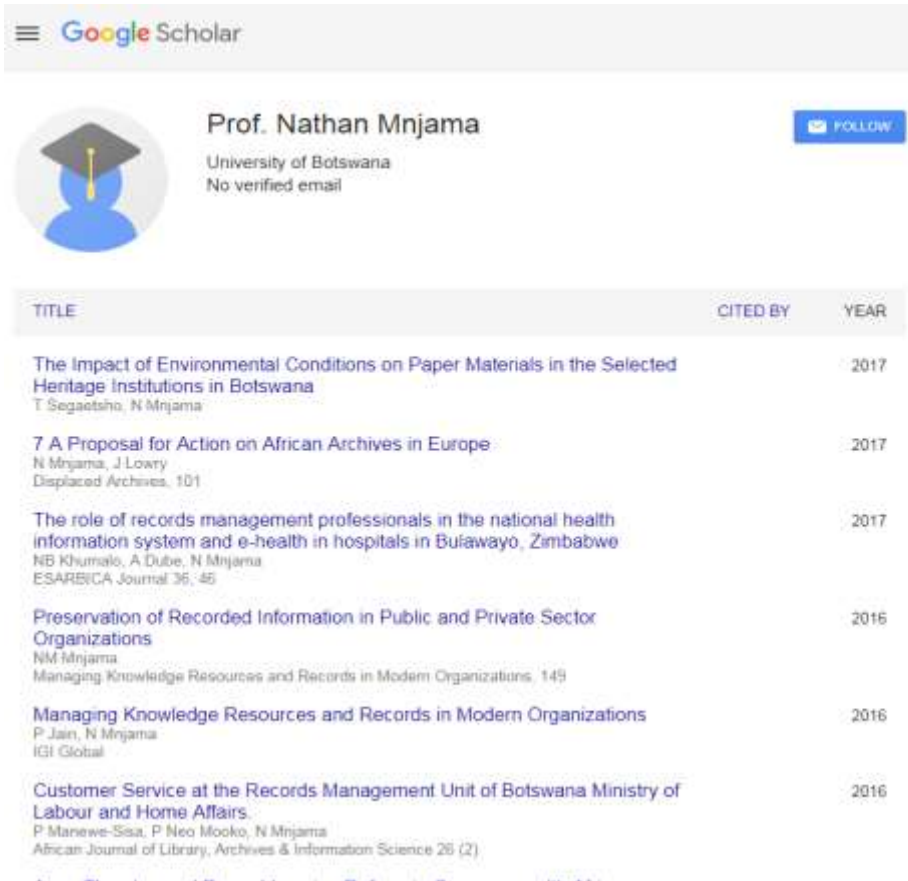 Google Scholar
Prof. Nathan Mnjama
FOLLOW
University of Botswana
No verified email
TITLE CITED BY YEAR
The Impact of Environmental Conditions on Paper Materials in the Selected 2017
Heritage Institutions in Botswana
T Segaetsho, N Mnjama
7 A Proposal for Action on African Archives in Europe 2017
N Mnjama, J Lowry
Displaced Archives, 101
The role of records management professionals in the national health 2017
information system and e-health in hospitals in Bulawayo, Zimbabwe
NB Khumalo, A Dube, N Mnjama
ESARBICA Journal 36, 46
Preservation of Recorded Information in Public and Private Sector 2016
Organizations
NM Mnjama
Managing Knowledge Resources and Records in Modern Organizations, 149
Managing Knowledge Resources and Records in Modern Organizations 2016
P Jain, N Mnjama
IGI Global
Customer Service at the Records Management Unit of Botswana Ministry of 2016
Labour and Home Affairs.
P Manewe-Sisa, P Neo Mooko, N Mnjama
African Journal of Library, Archives & Information Science 26 (2)